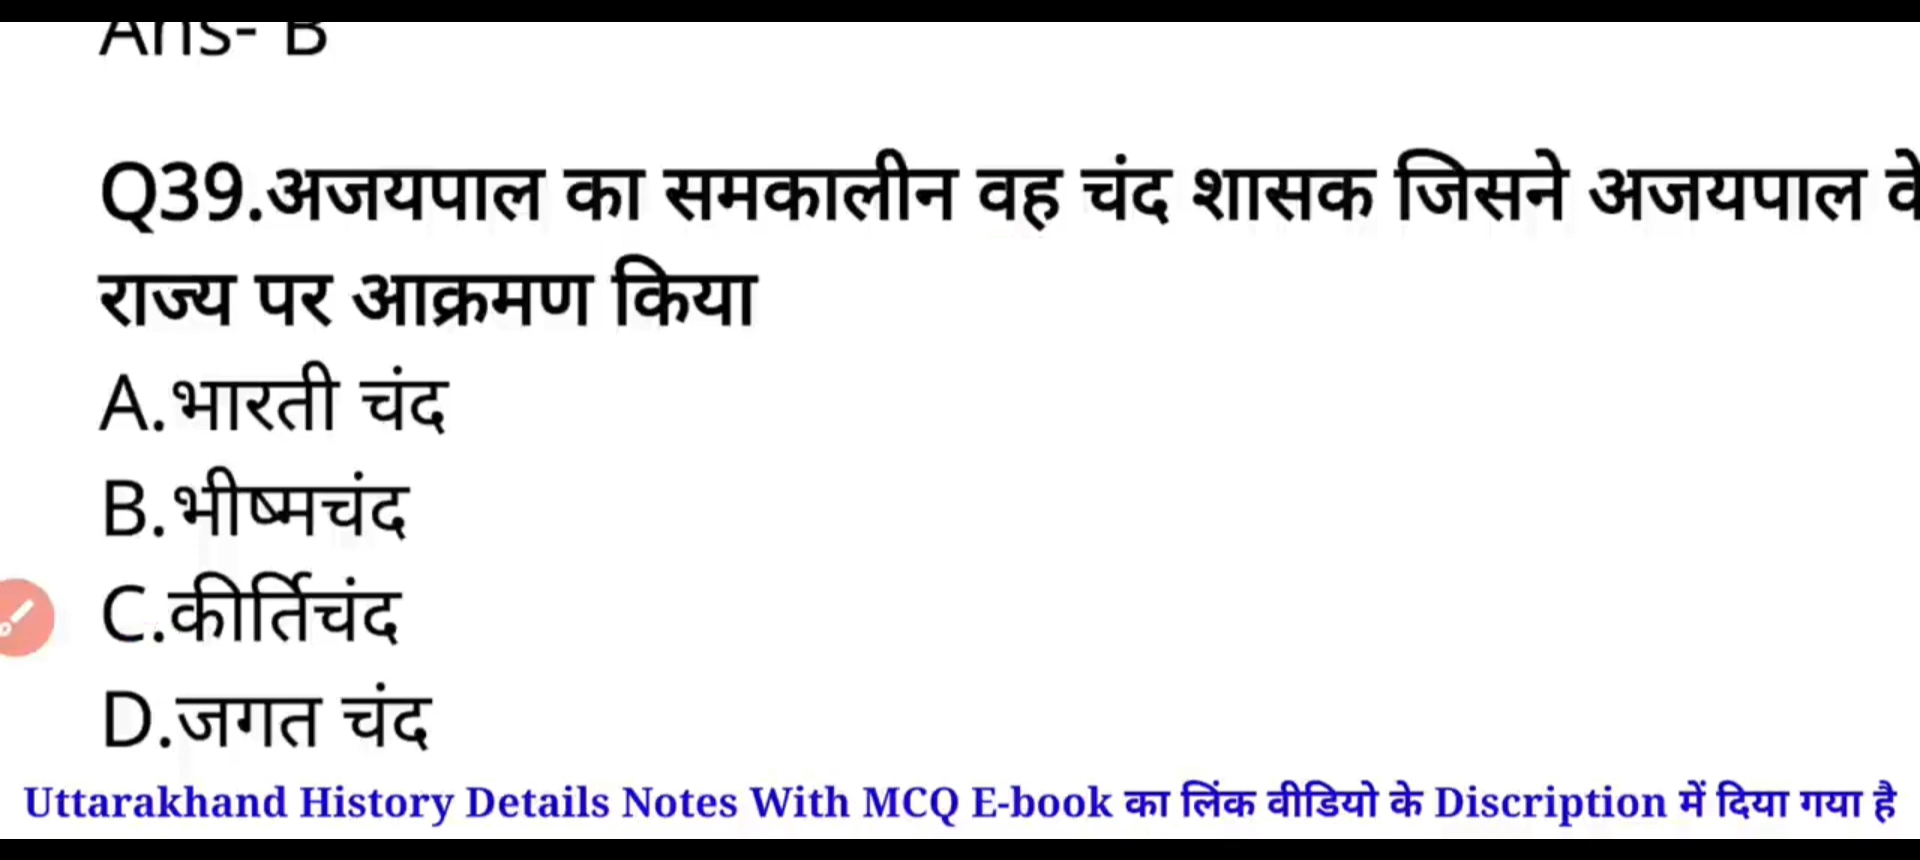 Ans- B
Q39.अजयपाल का समकालीन वह चंद शासक जिसने अजयपाल के
राज्य पर आक्रमण किया
A.भारती चंद
B.भीष्मचंद
C.कीर्तिचंद
D.जगत चंद
Uttarakhand History Details Notes With MCQ E-book का लिंक वीडियो के Discription में दिया गया है